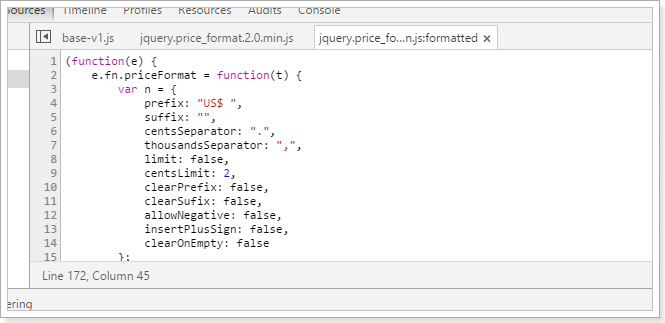 Sources Timeline Profiles Resources Audits Console
base-v1.js jquery.price_format.2.0.min.js jquery.price_fo...n.js:formatted ×
1 (function(e) {
2 e.fn.priceFormat = function(t) {
3 var n = {
4 prefix: "US$ ",
5 suffix: "",
6 centsSeparator: ".",
7 thousandsSeparator: ",",
8 limit: false,
9 centsLimit: 2,
10 clearPrefix: false,
11 clearSufix: false,
12 allowNegative: false,
13 insertPlusSign: false,
14 clearOnEmpty: false
15 };
Line 172, Column 45
ering